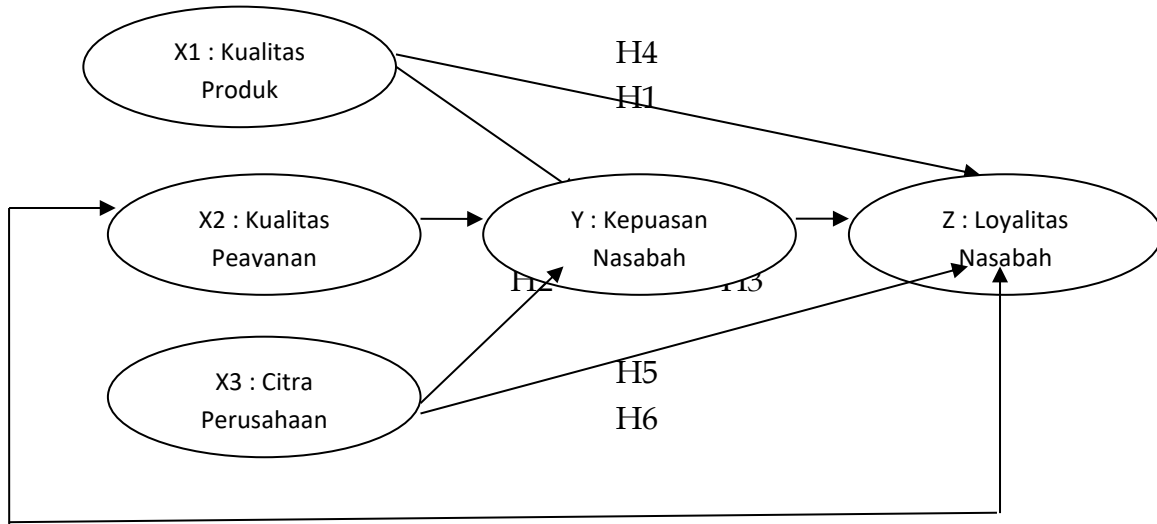 X1 : Kualitas
Produk
H4
H1
X2 : Kualitas
Peayanan
Y : Kepuasan
Nasabah
Z : Loyalitas
Nasabah
H2
H3
X3 : Citra
Perusahaan
H5
H6